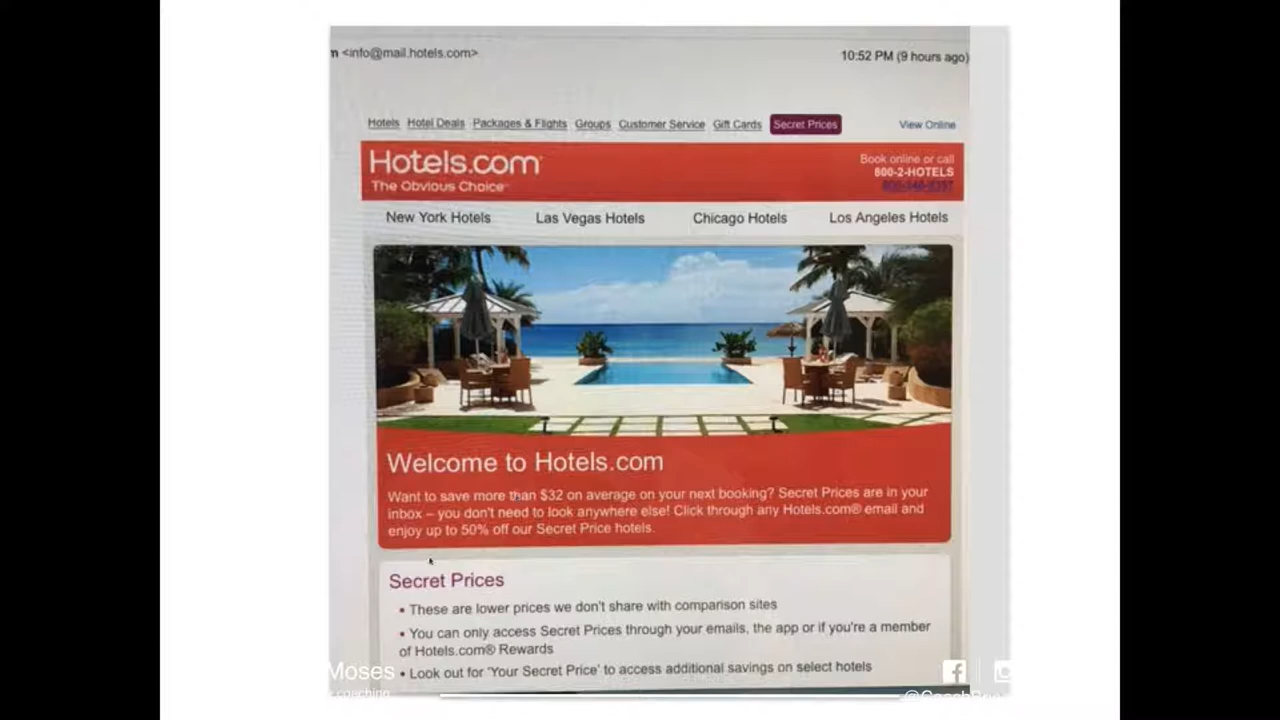 <info@mail.hotels.com> 10:52 PM (9 hours ago)
Hotels Hotel Deals Packages & Flights Groups Customer Service Gift Cards Secret Prices View Online
Hotels.com
The Obvious Choice
Book online or call
800-2-HOTELS
New York Hotels Las Vegas Hotels Chicago Hotels Los Angeles Hotels
Welcome to Hotels.com
Want to save more than $32 on average on your next booking? Secret Prices are in your
inbox – you don't need to look anywhere else! Click through any Hotels.com® email and
enjoy up to 50% off our Secret Price hotels.
Secret Prices
• These are lower prices we don't share with comparison sites
• You can only access Secret Prices through your emails, the app or if you're a member
of Hotels.com® Rewards
• Look out for 'Your Secret Price' to access additional savings on select hotels
Moses
coaching